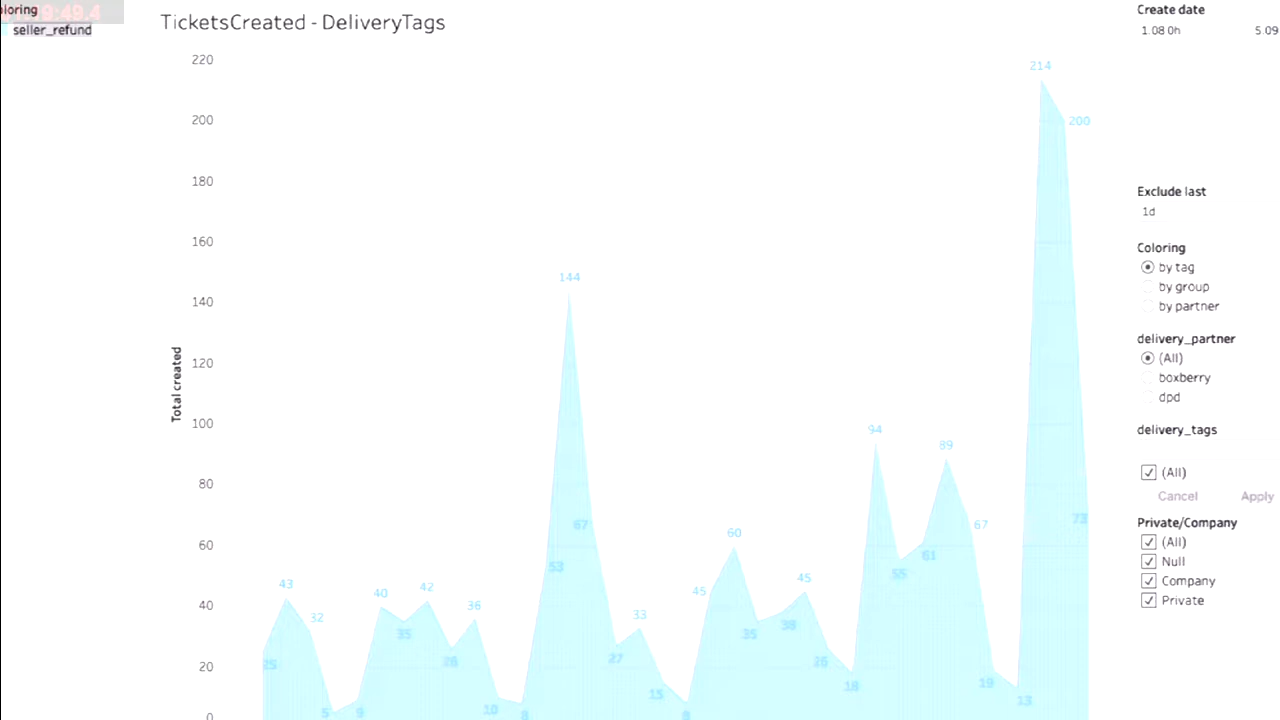 oloring
9:49.4
seller_refund
TicketsCreated - DeliveryTags
Total created
220
200
180
160
140
120
100
80
60
40
20
0
25
43
32
5
9
40
35
42
26
36
10
8
53
144
67
27
33
15
8
45
60
35
38
45
26
18
94
55
61
89
67
19
13
214
200
73
Create date
1.08 0h 5.09
Exclude last
1d
Coloring
by tag
by group
by partner
delivery_partner
(All)
boxberry
dpd
delivery_tags
(All)
Cancel Apply
Private/Company
(All)
Null
Company
Private